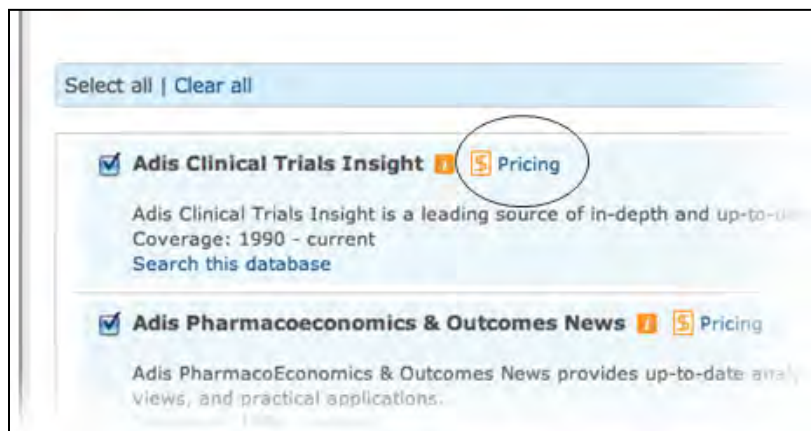 Select all | Clear all
Adis Clinical Trials Insight i $ Pricing
Adis Clinical Trials Insight is a leading source of in-depth and up-to-
Coverage: 1990 - current
Search this database
Adis Pharmacoeconomics & Outcomes News i $ Pricing
Adis PharmacoEconomics & Outcomes News provides up-to-date
views, and practical applications.